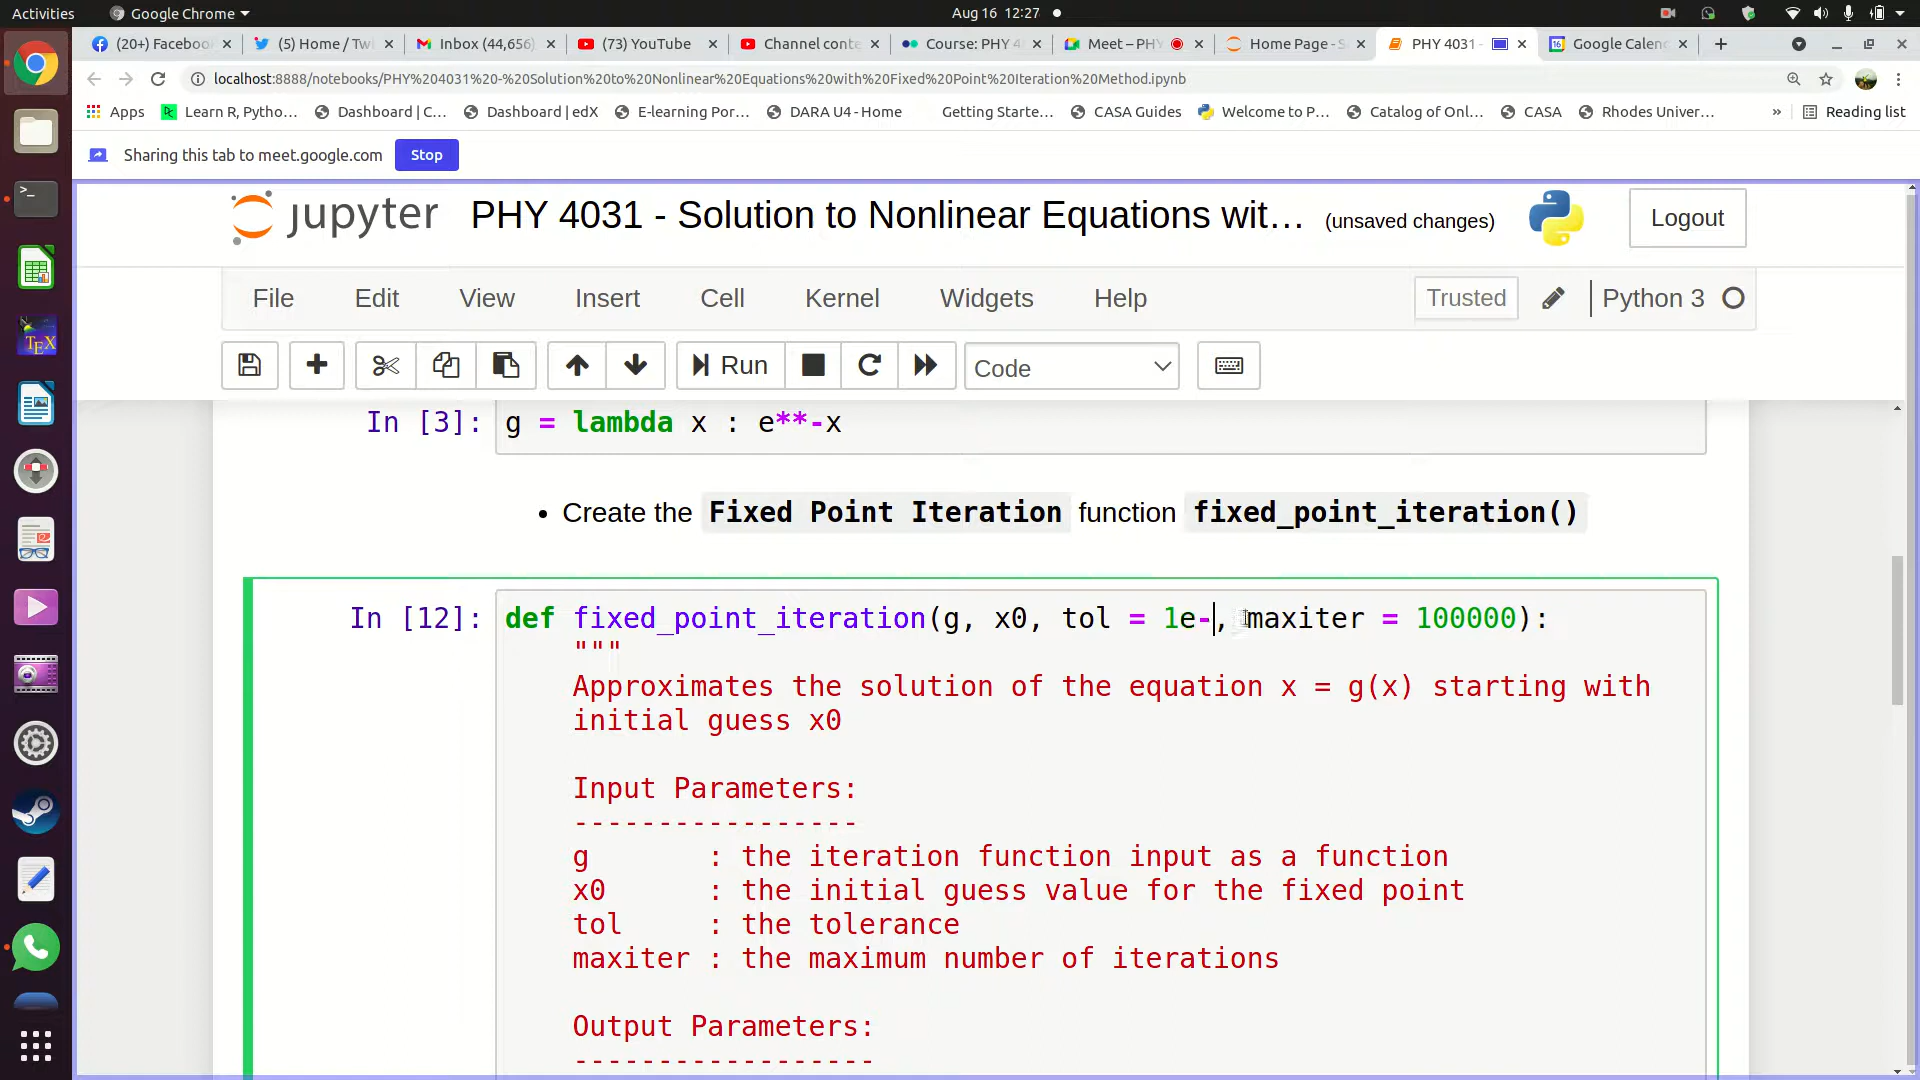 Activities Google Chrome Aug 16 12:27
(20+) Faceboo (5) Home / Tw Inbox (44,656) (73) YouTube Channel conte Course: PHY 4 Meet – PHY Home Page - S PHY 4031 - Google Calen
localhost:8888/notebooks/PHY%204031%20-%20Solution%20to%20Nonlinear%20Equations%20with%20Fixed%20Point%20Iteration%20Method.ipynb
Apps Learn R, Pytho... Dashboard | C... Dashboard | edX E-learning Por... DARA U4 - Home Getting Starte... CASA Guides Welcome to P... Catalog of Onl... CASA Rhodes Univer... » Reading list
Sharing this tab to meet.google.com Stop
jupyter PHY 4031 - Solution to Nonlinear Equations wit... (unsaved changes) Logout
File Edit View Insert Cell Kernel Widgets Help Trusted Python 3
Run Code
In [3]: g = lambda x : e**-x
• Create the Fixed Point Iteration function fixed_point_iteration()
In [12]: def fixed_point_iteration(g, x0, tol = 1e-, maxiter = 100000):
"""
Approximates the solution of the equation x = g(x) starting with
initial guess x0
Input Parameters:
-----------------
g : the iteration function input as a function
x0 : the initial guess value for the fixed point
tol : the tolerance
maxiter : the maximum number of iterations
Output Parameters:
------------------